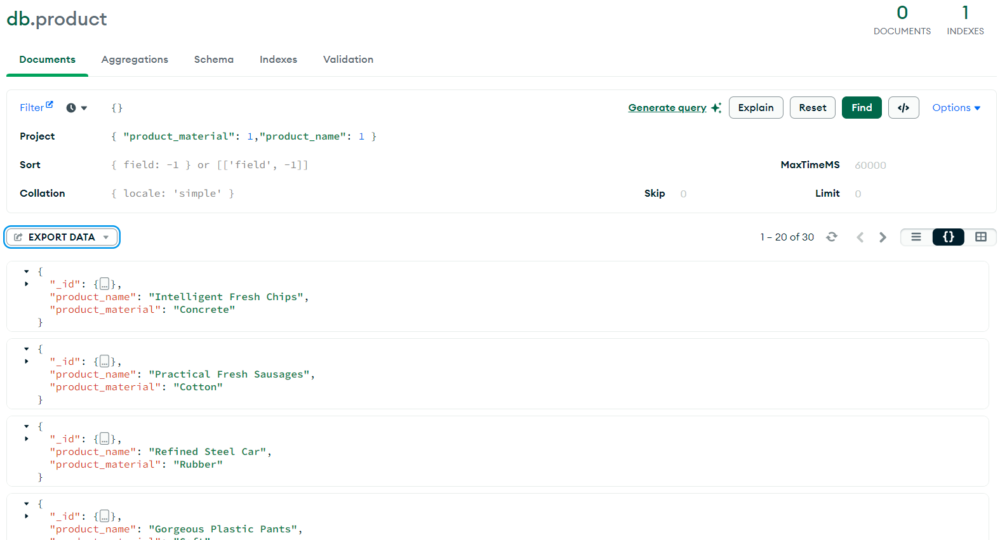 db.product
0 1
DOCUMENTS INDEXES
Documents Aggregations Schema Indexes Validation
Filter {} Generate query Explain Reset Find </> Options
Project { "product_material": 1,"product_name": 1 }
Sort { field: -1 } or [['field', -1]] MaxTimeMS 60000
Collation { locale: 'simple' } Skip 0 Limit 0
EXPORT DATA 1 – 20 of 30 {}
{
"_id": {…},
"product_name": "Intelligent Fresh Chips",
"product_material": "Concrete"
}
{
"_id": {…},
"product_name": "Practical Fresh Sausages",
"product_material": "Cotton"
}
{
"_id": {…},
"product_name": "Refined Steel Car",
"product_material": "Rubber"
}
{
"_id": {…},
"product_name": "Gorgeous Plastic Pants",